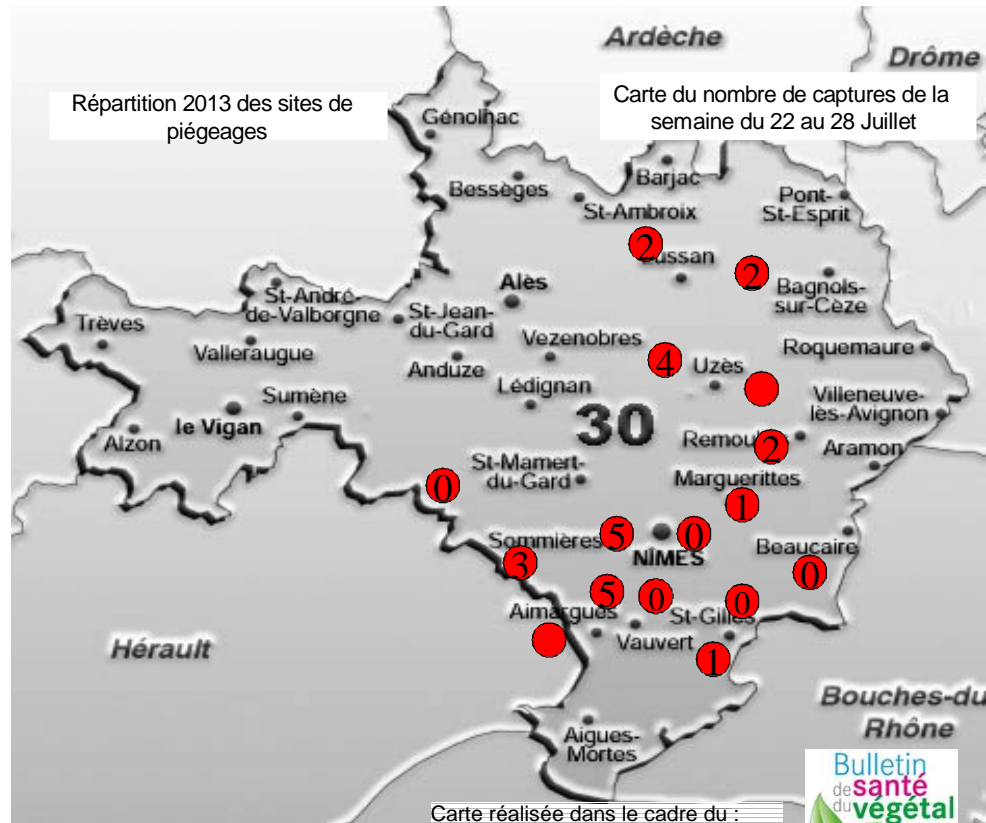 Ardèche
Drôme
Répartition 2013 des sites de
piégeages
Carte du nombre de captures de la
semaine du 22 au 28 Juillet
Génolhac
Barjac
Bessèges
Pont-
St-Esprit
St-Ambroix
2
2
Bagnols-
sur-Cèze
Alès
St-André-
de-Valborgne
St-Jean-
du-Gard
Trèves
Vezenobres
Valleraugue
Anduze
4
Uzès
Roquemaure
Lédignan
Villeneuve-
lès-Avignon
Sumène
le Vigan
30
Alzon
2
Aramon
St-Mamert-
du-Gard
Marguerittes
0
1
Sommières
5
0
NÎMES
Beaucaire
3
0
5
0
0
Aimargues
St-Gilles
Vauvert
1
Hérault
Bouches-du
Rhône
Aigues-
Mortes
Bulletin
de santé
du végétal
Carte réalisée dans le cadre du :